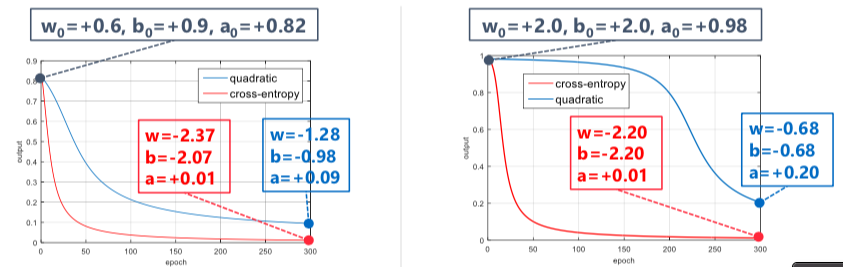 w0=+0.6, b0=+0.9, a0=+0.82
0.9
0.8
0.7
0.6
0.5
0.4
0.3
0.2
0.1
0
output
quadratic
cross-entropy
w=-2.37
b=-2.07
a=+0.01
w=-1.28
b=-0.98
a=+0.09
0 50 100 150 200 250 300
epoch
w0=+2.0, b0=+2.0, a0=+0.98
1
0.8
0.6
0.4
0.2
0
output
cross-entropy
quadratic
w=-2.20
b=-2.20
a=+0.01
w=-0.68
b=-0.68
a=+0.20
0 50 100 150 200 250 300
epoch